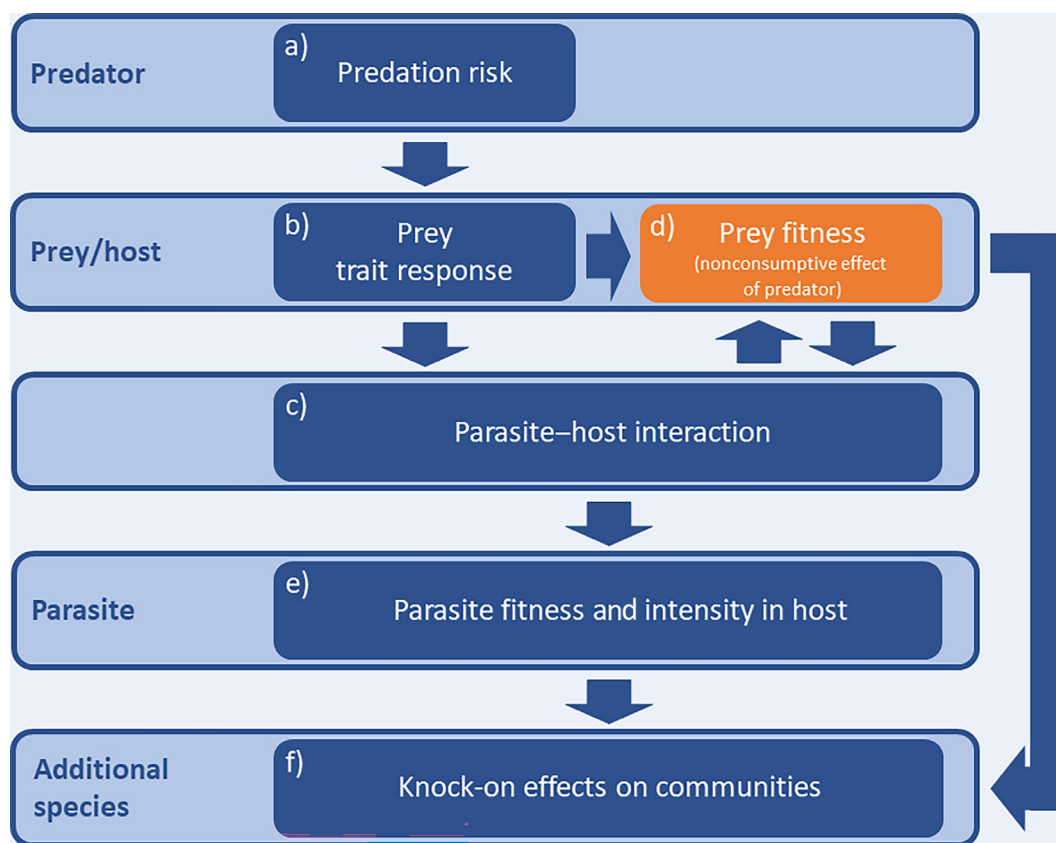 Predator
a)
Predation risk
Prey/host
b)
Prey
trait response
d)
Prey fitness
(nonconsumptive effect
of predator)
c)
Parasite–host interaction
Parasite
e)
Parasite fitness and intensity in host
Additional
species
f)
Knock-on effects on communities